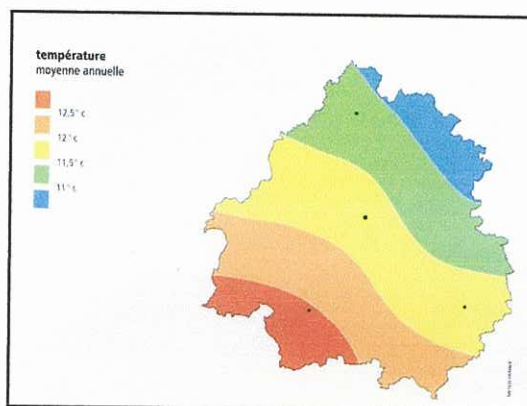 température
moyenne annuelle
12,5° c
12° c
11,5° c
11° c